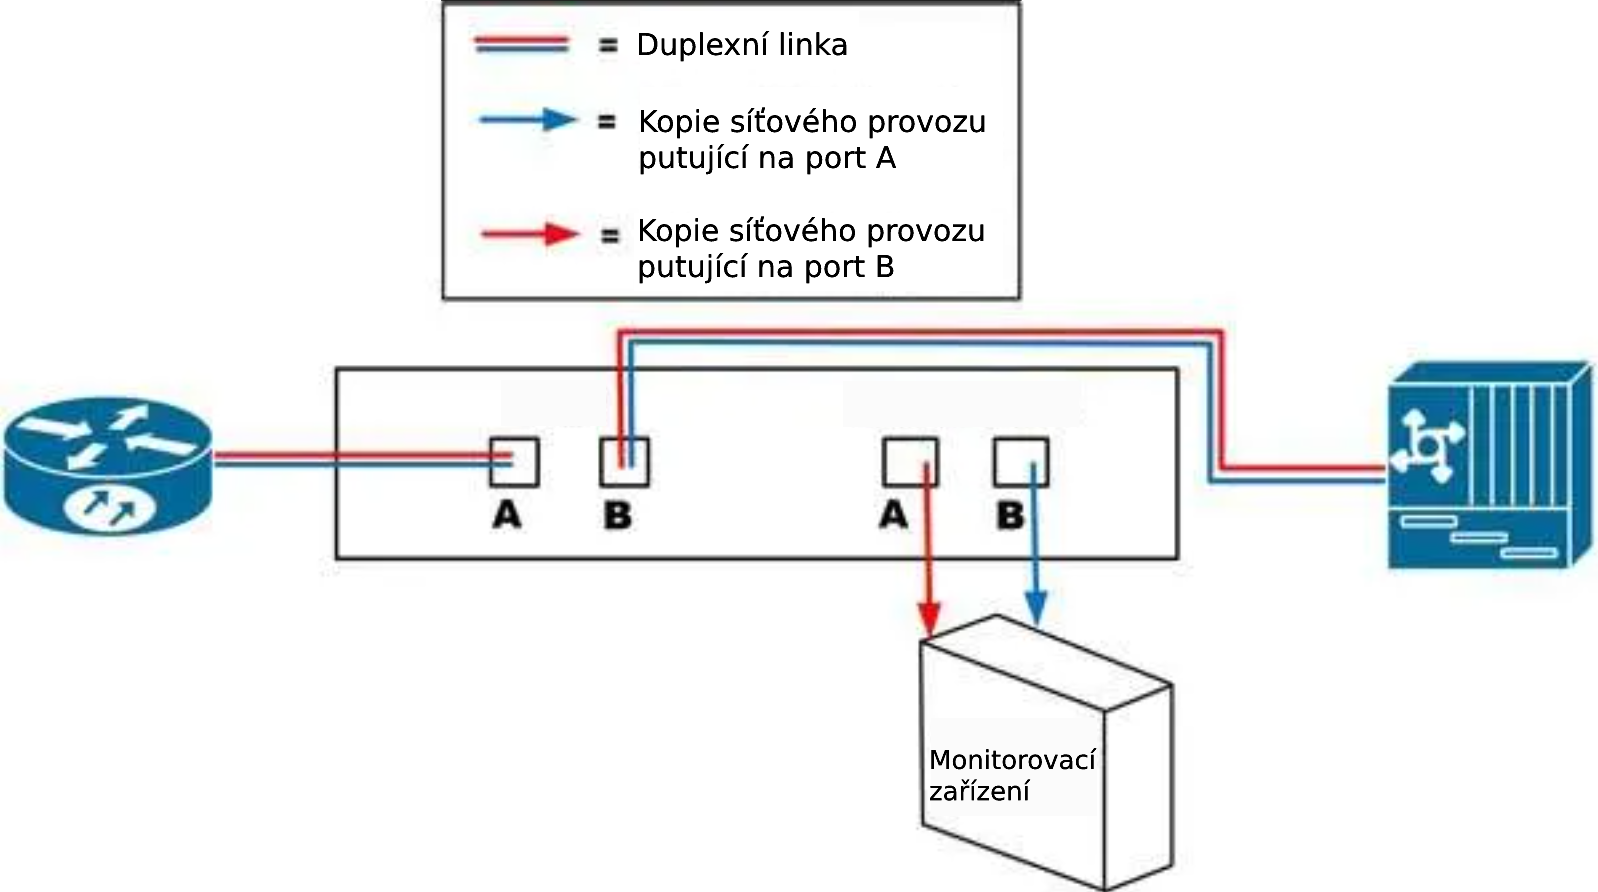 = Duplexní linka
= Kopie síťového provozu
putující na port A
= Kopie síťového provozu
putující na port B
A B A B
Monitorovací
zařízení